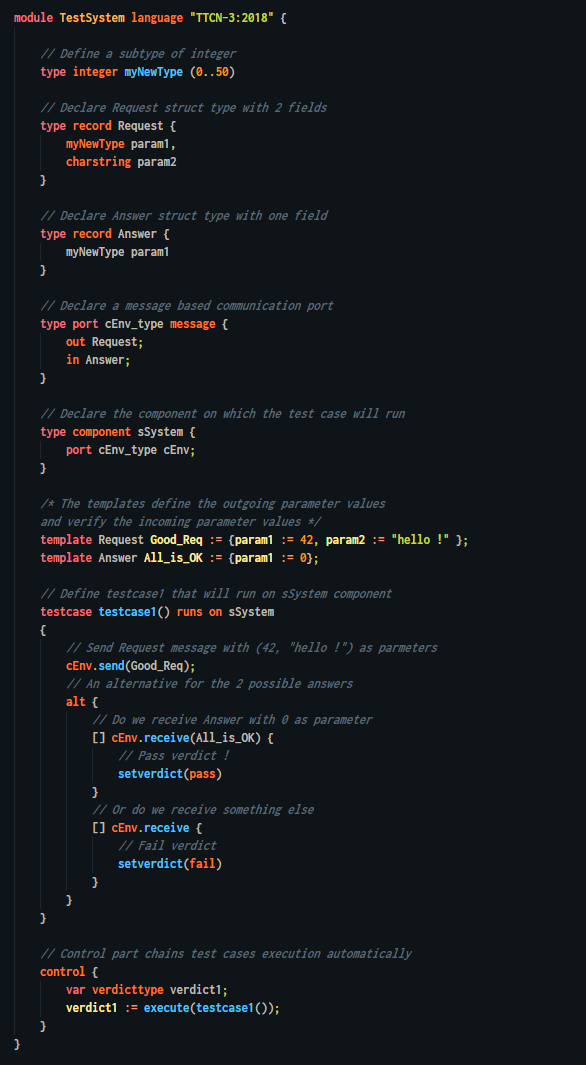 module TestSystem language "TTCN-3:2018" {
// Define a subtype of integer
type integer myNewType (0..50)
// Declare Request struct type with 2 fields
type record Request {
myNewType param1,
charstring param2
}
// Declare Answer struct type with one field
type record Answer {
myNewType param1
}
// Declare a message based communication port
type port cEnv_type message {
out Request;
in Answer;
}
// Declare the component on which the test case will run
type component sSystem {
port cEnv_type cEnv;
}
/* The templates define the outgoing parameter values
and verify the incoming parameter values */
template Request Good_Req := {param1 := 42, param2 := "hello !" };
template Answer All_is_OK := {param1 := 0};
// Define testcase1 that will run on sSystem component
testcase testcase1() runs on sSystem
{
// Send Request message with (42, "hello !") as parmeters
cEnv.send(Good_Req);
// An alternative for the 2 possible answers
alt {
// Do we receive Answer with 0 as parameter
[] cEnv.receive(All_is_OK) {
// Pass verdict !
setverdict(pass)
}
// Or do we receive something else
[] cEnv.receive {
// Fail verdict
setverdict(fail)
}
}
}
// Control part chains test cases execution automatically
control {
var verdicttype verdict1;
verdict1 := execute(testcase1());
}
}